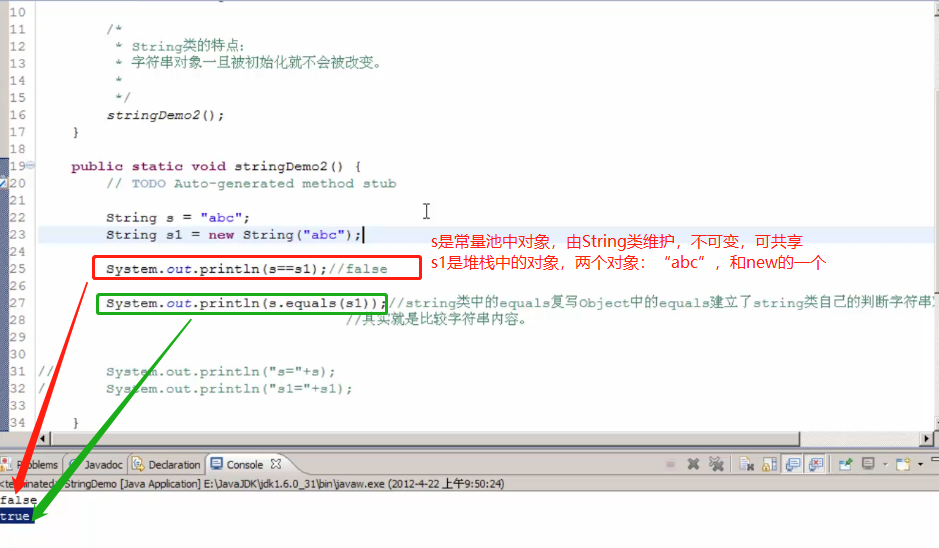 10
11 /*
12 * String类的特点:
13 * 字符串对象一旦被初始化就不会被改变。
14 *
15 */
16 stringDemo2();
17 }
18
19 public static void stringDemo2() {
20 // TODO Auto-generated method stub
21
22 String s = "abc";
23 String s1 = new String("abc");
s是常量池中对象，由String类维护，不可变，可共享
24
s1是堆栈中的对象，两个对象：“abc”，和new的一个
25 System.out.println(s==s1);//false
26
27 System.out.println(s.equals(s1));//string类中的equals复写Object中的equals建立了string类自己的判断字符串
28 //其实就是比较字符串内容。
29
30
31 // System.out.println("s="+s);
32 / System.out.println("s1="+s1);
33
34 }
Problems Javadoc Declaration Console
<terminated> StringDemo [Java Application] E:\JavaJDK\jdk1.6.0_31\bin\javaw.exe (2012-4-22 上午9:50:24)
false
true